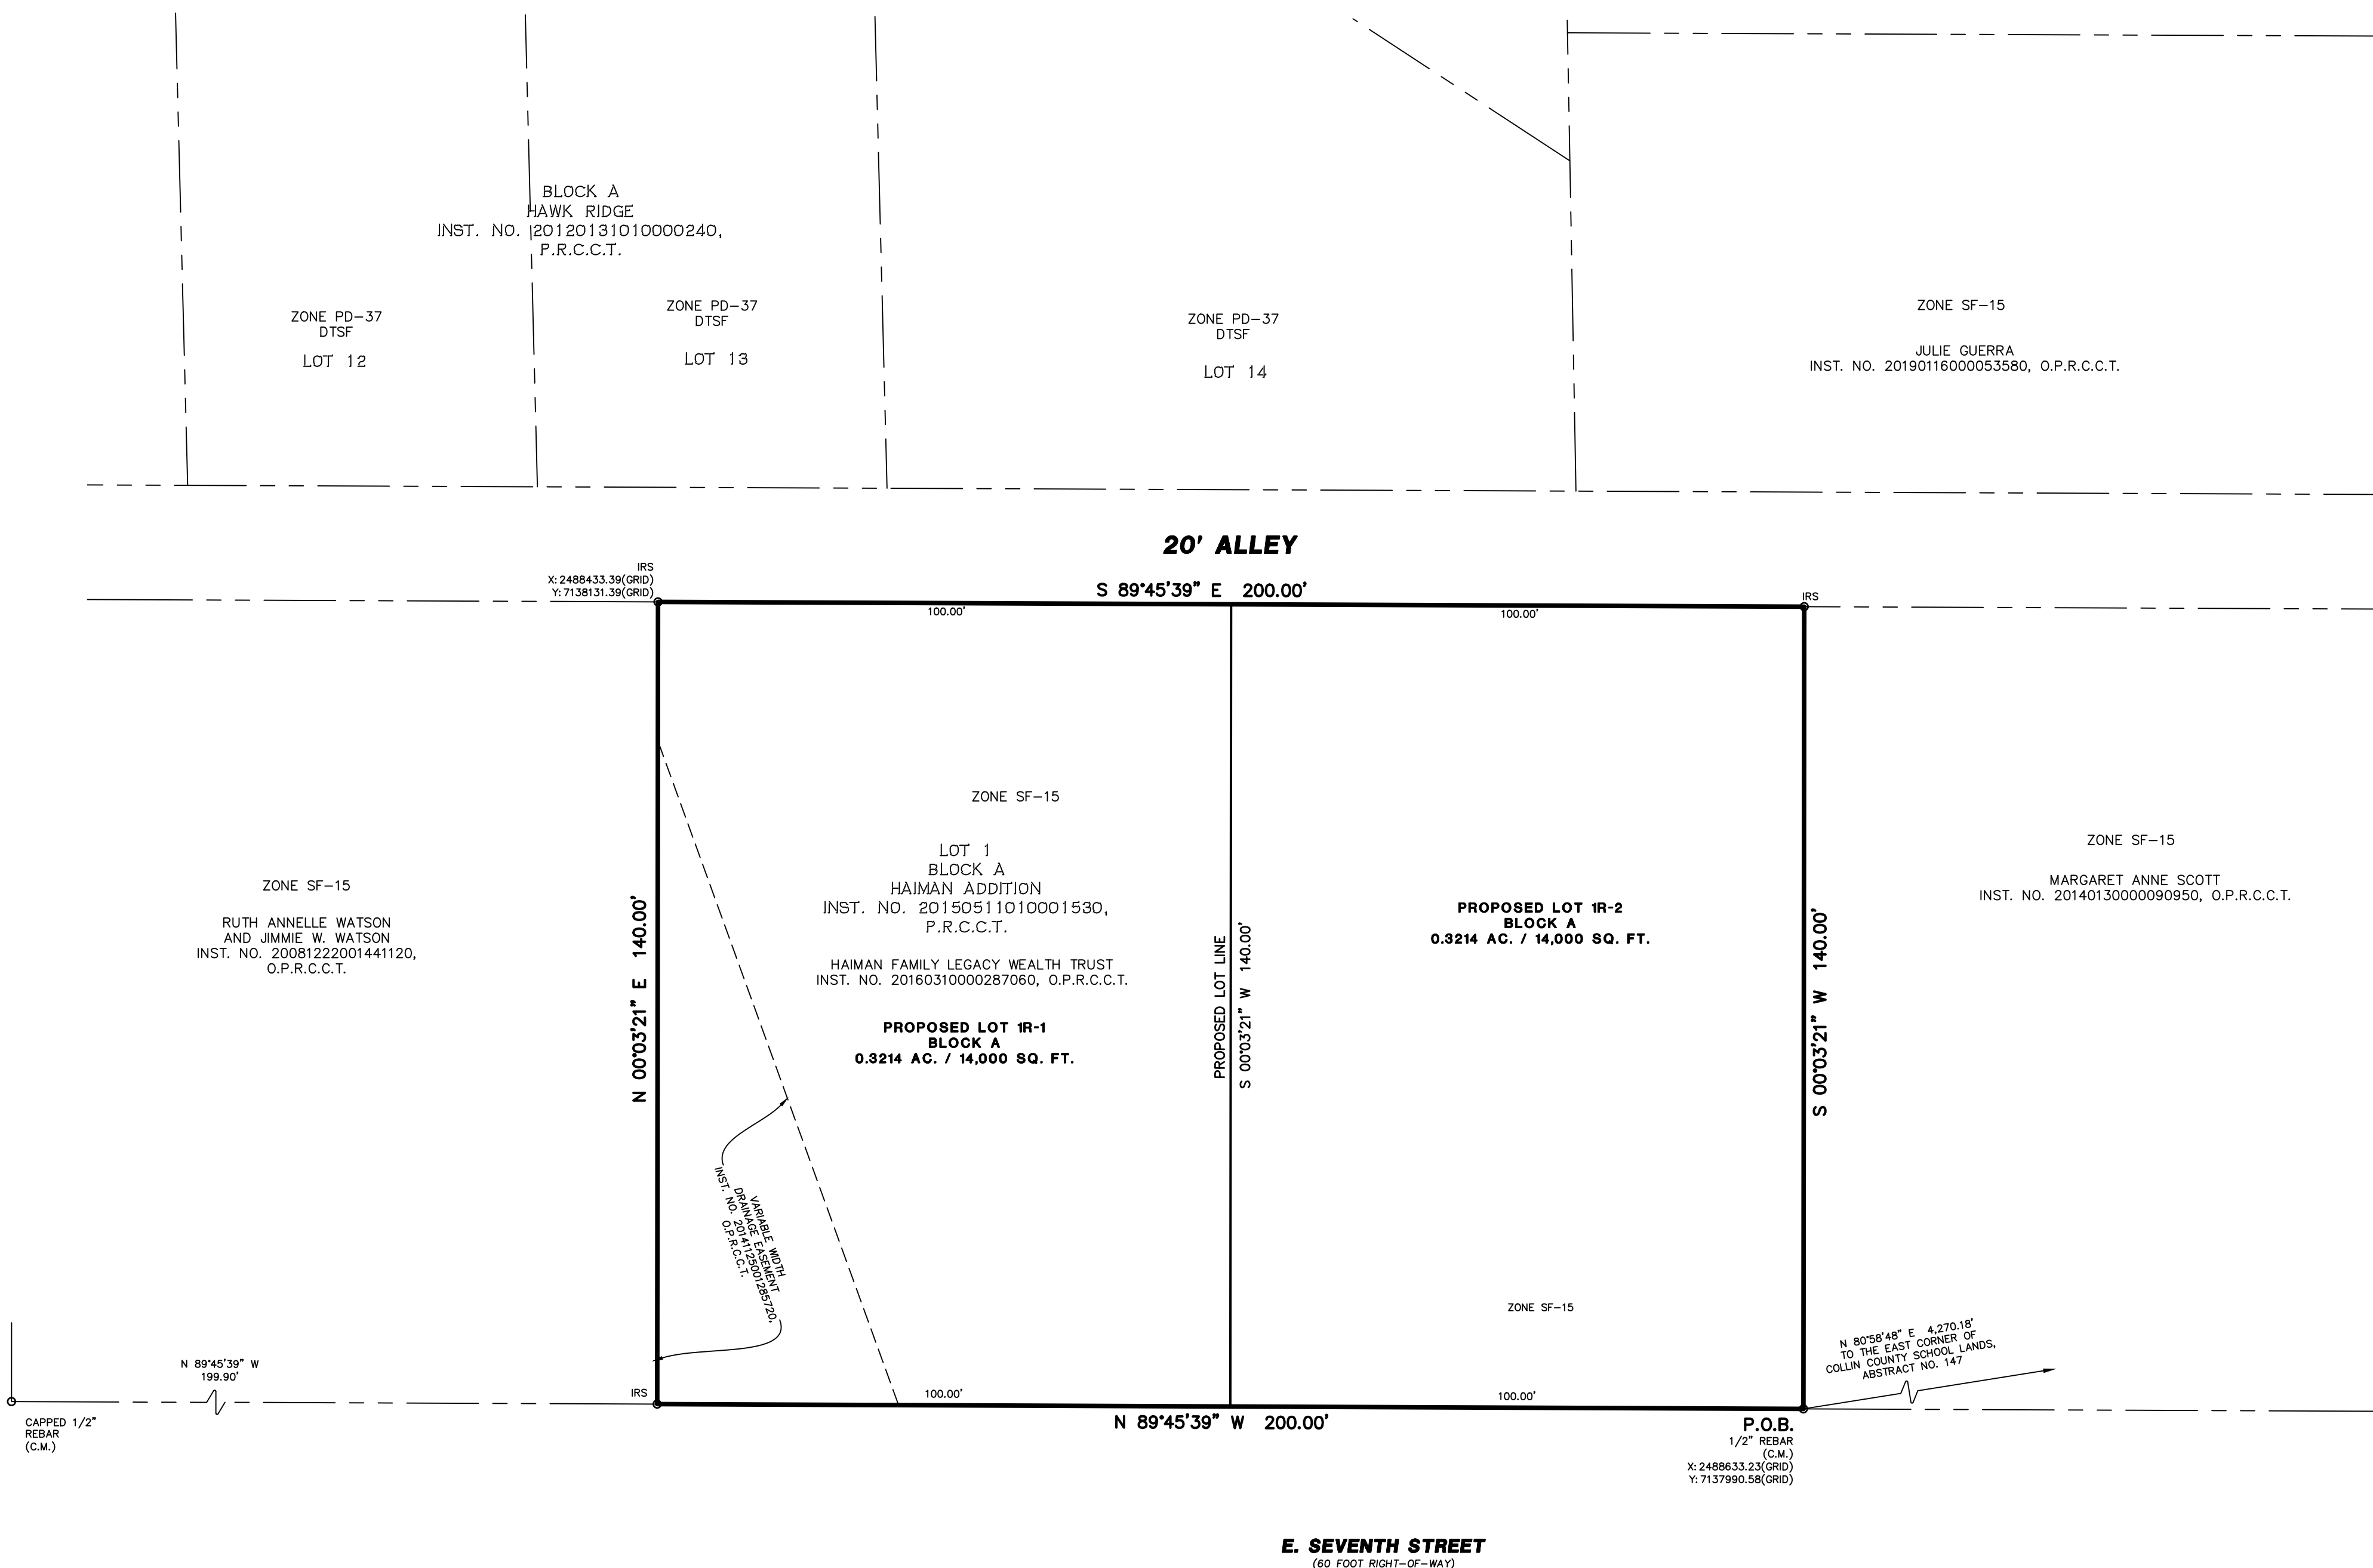 BLOCK A
HAWK RIDGE
INST. NO. 20120131010000240,
P.R.C.C.T.
ZONE PD-37
DTSF
LOT 12
ZONE PD-37
DTSF
LOT 13
ZONE PD-37
DTSF
LOT 14
ZONE SF-15
JULIE GUERRA
INST. NO. 20190116000053580, O.P.R.C.C.T.
20' ALLEY
IRS
X: 2488433.39(GRID)
Y: 7138131.39(GRID)
S 89°45'39" E 200.00'
IRS
100.00'
100.00'
ZONE SF-15
RUTH ANNELLE WATSON
AND JIMMIE W. WATSON
INST. NO. 20081222001441120,
O.P.R.C.C.T.
N 00°03'21" E 140.00'
ZONE SF-15
LOT 1
BLOCK A
HAIMAN ADDITION
INST. NO. 20150511010001530,
P.R.C.C.T.
HAIMAN FAMILY LEGACY WEALTH TRUST
INST. NO. 20160310000287060, O.P.R.C.C.T.
PROPOSED LOT 1R-1
BLOCK A
0.3214 AC. / 14,000 SQ. FT.
PROPOSED LOT LINE
S 00°03'21" W 140.00'
PROPOSED LOT 1R-2
BLOCK A
0.3214 AC. / 14,000 SQ. FT.
S 00°03'21" W 140.00'
ZONE SF-15
MARGARET ANNE SCOTT
INST. NO. 20140130000090950, O.P.R.C.C.T.
VARIABLE WIDTH
DRAINAGE EASEMENT
INST. NO. 20141125001285720,
O.P.R.C.C.T.
ZONE SF-15
N 80°58'48" E 4,270.18'
TO THE EAST CORNER OF
COLLIN COUNTY SCHOOL LANDS,
ABSTRACT NO. 147
N 89°45'39" W
199.90'
IRS
100.00'
100.00'
CAPPED 1/2"
REBAR
(C.M.)
N 89°45'39" W 200.00'
P.O.B.
1/2" REBAR
(C.M.)
X: 2488633.23(GRID)
Y: 7137990.58(GRID)
E. SEVENTH STREET
(60 FOOT RIGHT-OF-WAY)